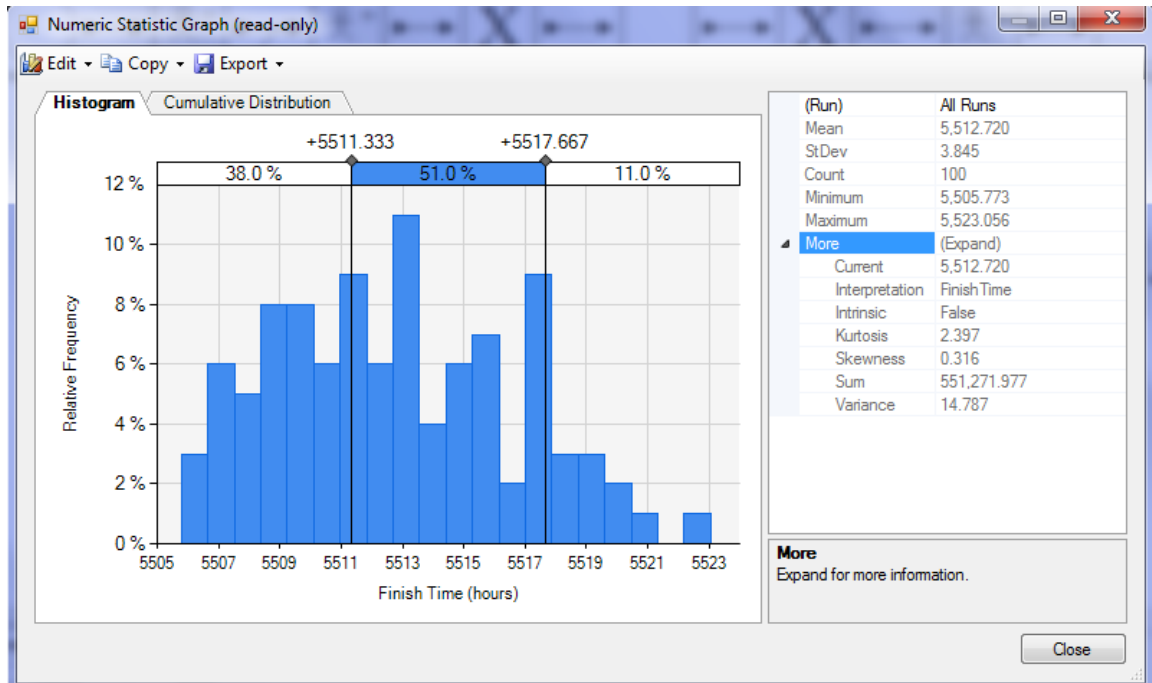 Numeric Statistic Graph (read-only)
Edit Copy Export
Histogram Cumulative Distribution
+5511.333 +5517.667
38.0 % 51.0 % 11.0 %
12 %
10 %
8 %
6 %
4 %
2 %
0 %
Relative Frequency
5505 5507 5509 5511 5513 5515 5517 5519 5521 5523
Finish Time (hours)
(Run) All Runs
Mean 5,512.720
StDev 3.845
Count 100
Minimum 5,505.773
Maximum 5,523.056
More (Expand)
Current 5,512.720
Interpretation FinishTime
Intrinsic False
Kurtosis 2.397
Skewness 0.316
Sum 551,271.977
Variance 14.787
More
Expand for more information.
Close